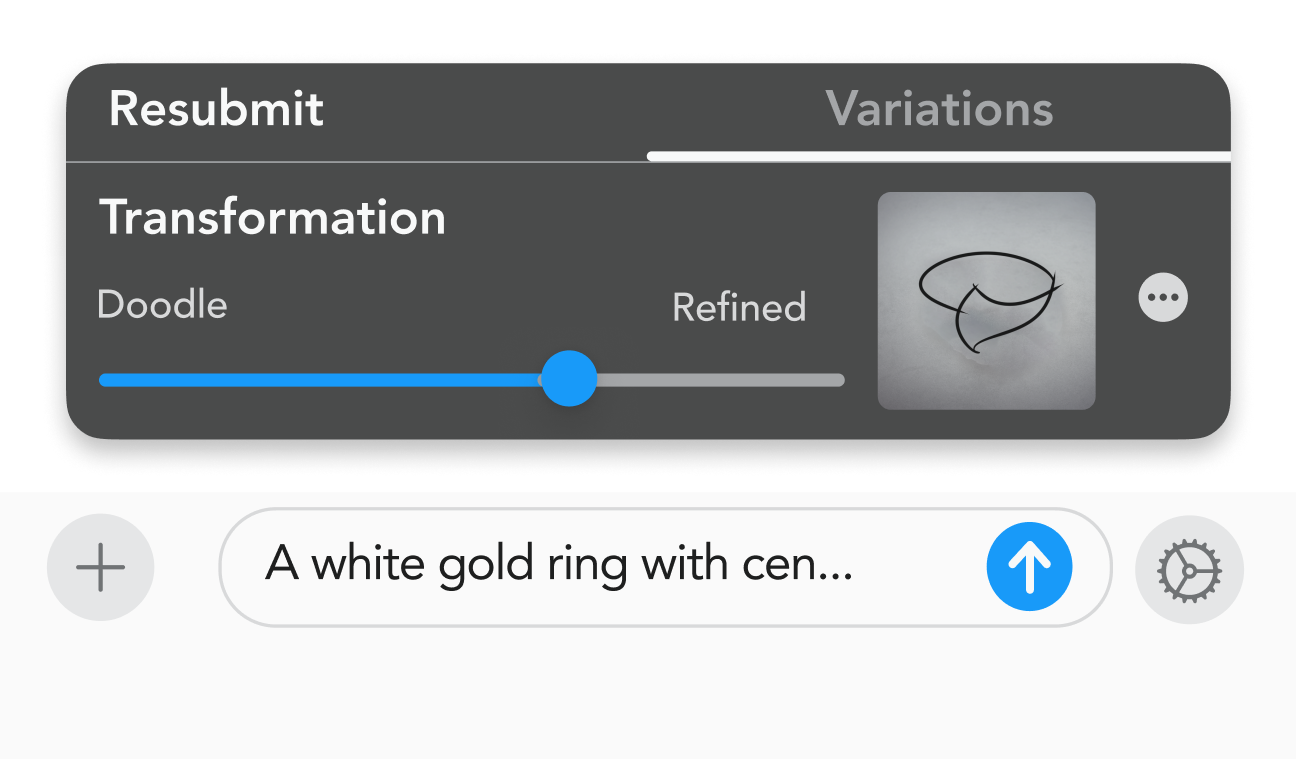 Resubmit
Variations
Transformation
Doodle
Refined
A white gold ring with cen...